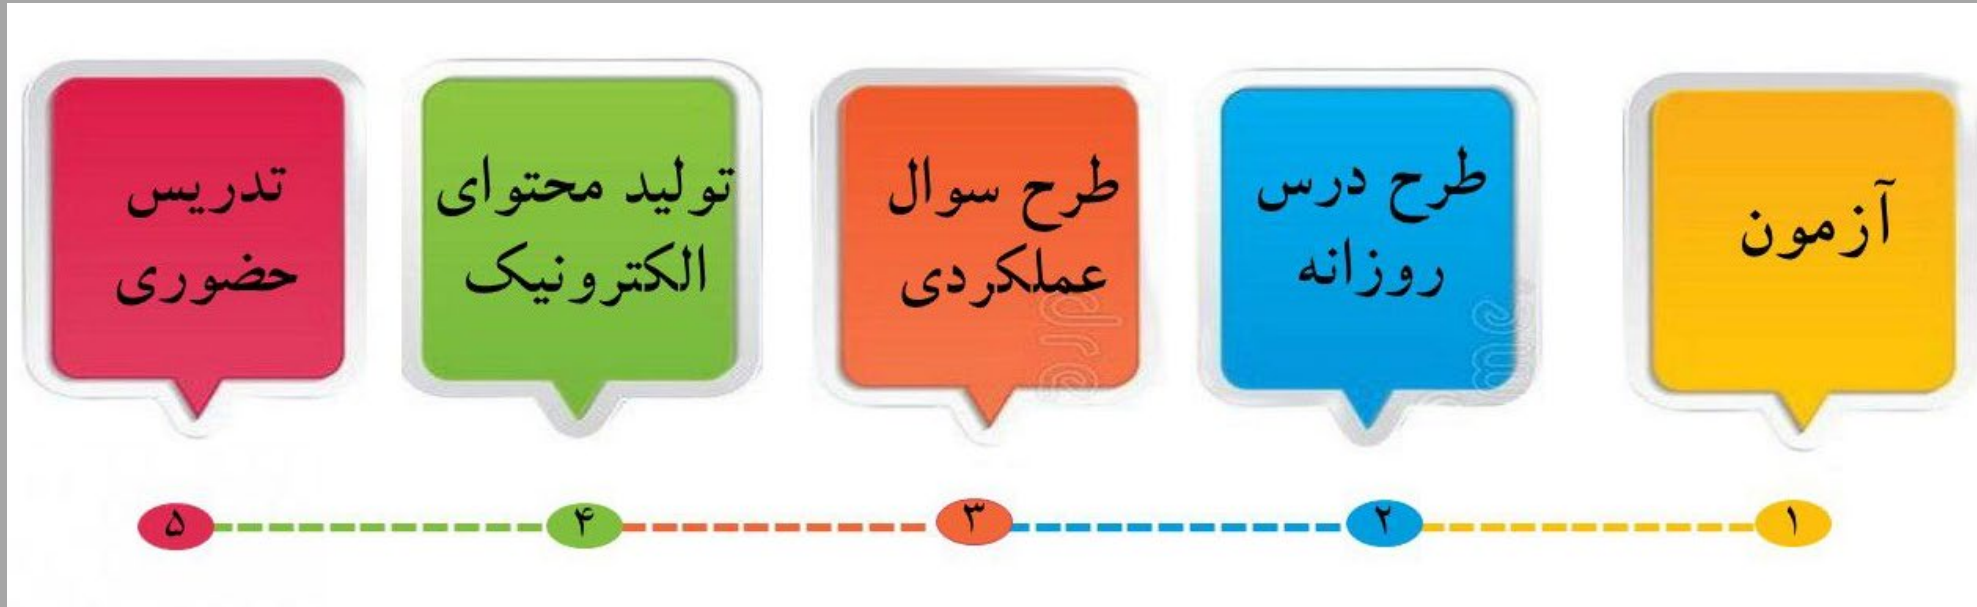 آزمون
طرح درس
روزانه
طرح سوال
عملکردی
تولید محتوای
الکترونیک
تدریس
حضوری
۱
۲
۳
۴
۵